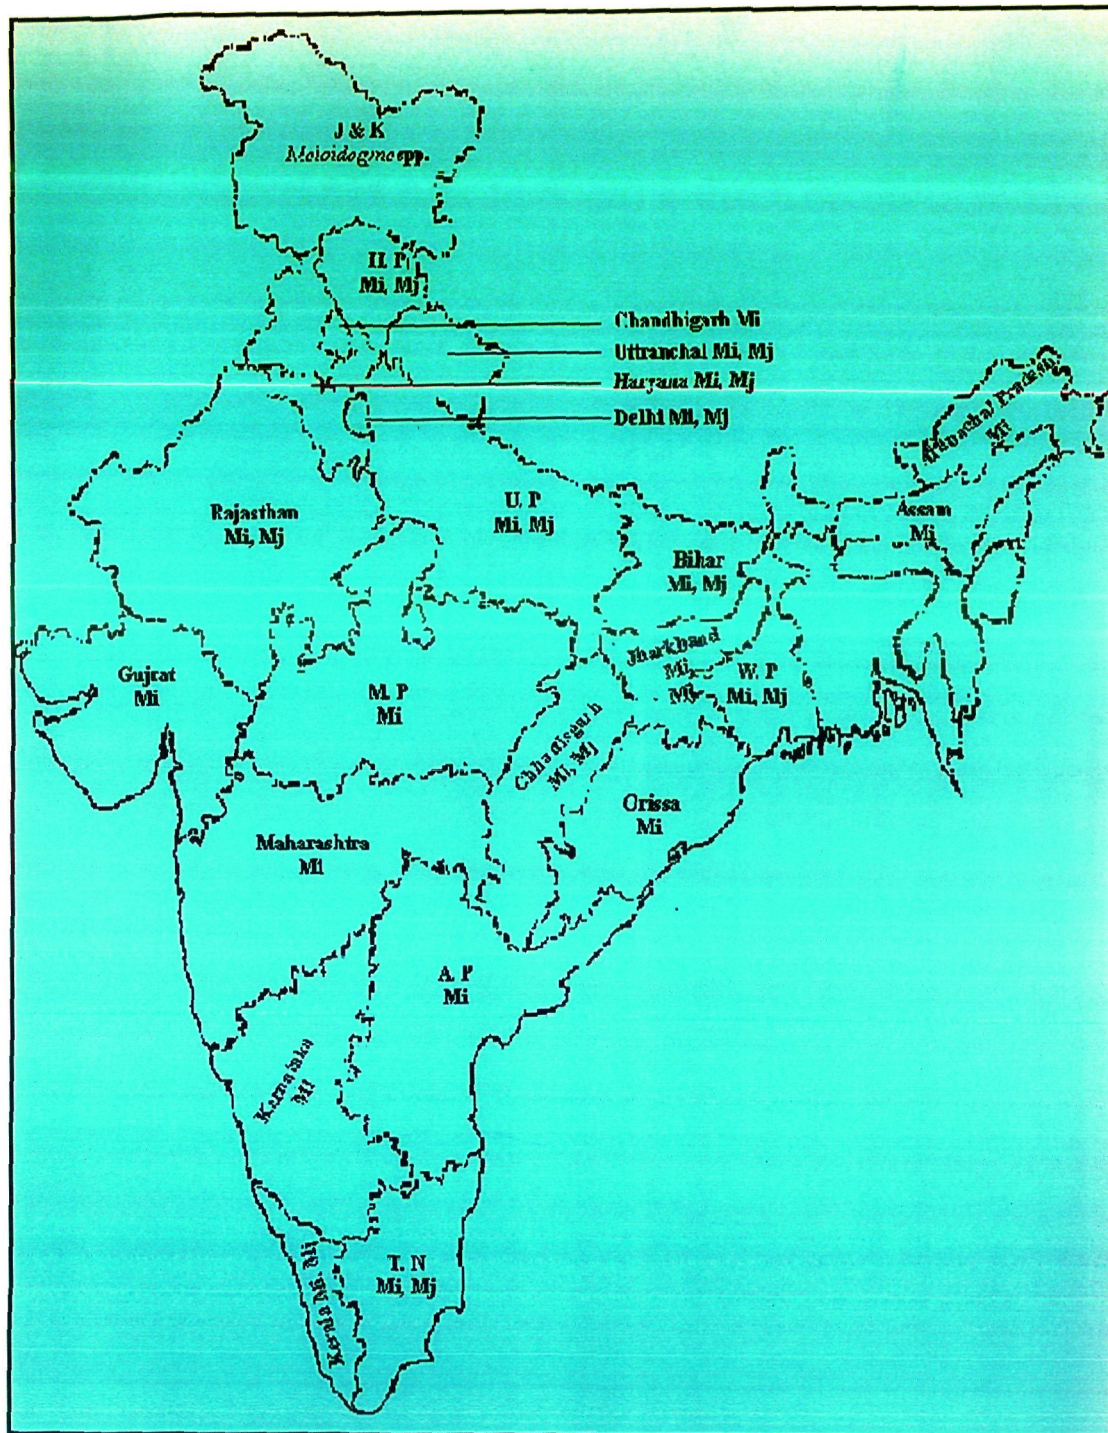 J & K
Meloidogne spp.
H. P
Mi, Mj
Chandhigarh Mi
Uttranchal Mi, Mj
Haryana Mi, Mj
Delhi Mi, Mj
Arunachal Pradesh
Mi
Rajasthan
Mi, Mj
U. P
Mi, Mj
Assam
Mi
Bihar
Mi, Mj
Jharkhand
Mi
Gujrat
Mi
M. P
Mi
W. P
Mi, Mj
Chhattisgarh
Mi, Mj
Orissa
Mi
Maharashtra
Mi
A. P
Mi
Karnataka
Mi
T. N
Mi, Mj
Kerala Mi, Mj